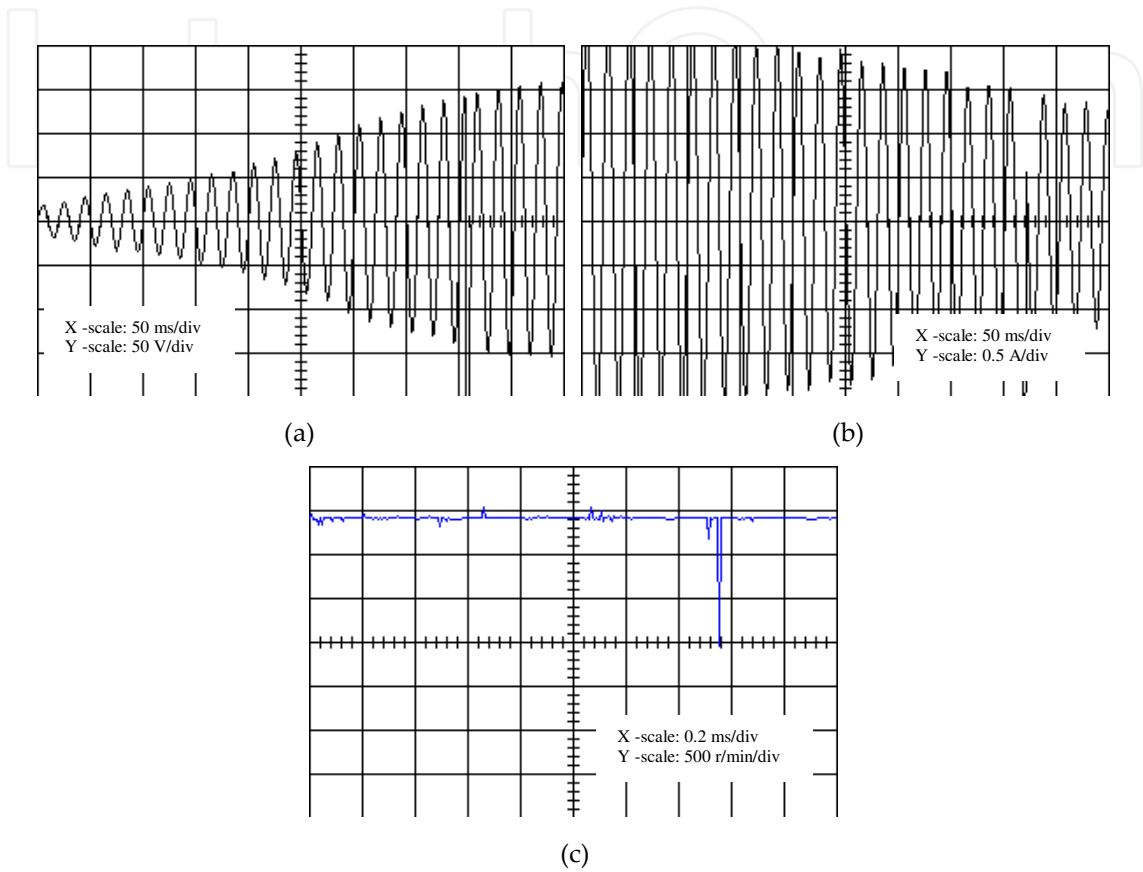 X -scale: 50 ms/div
Y -scale: 50 V/div
X -scale: 50 ms/div
Y -scale: 0.5 A/div
(a)
(b)
X -scale: 0.2 ms/div
Y -scale: 500 r/min/div
(c)